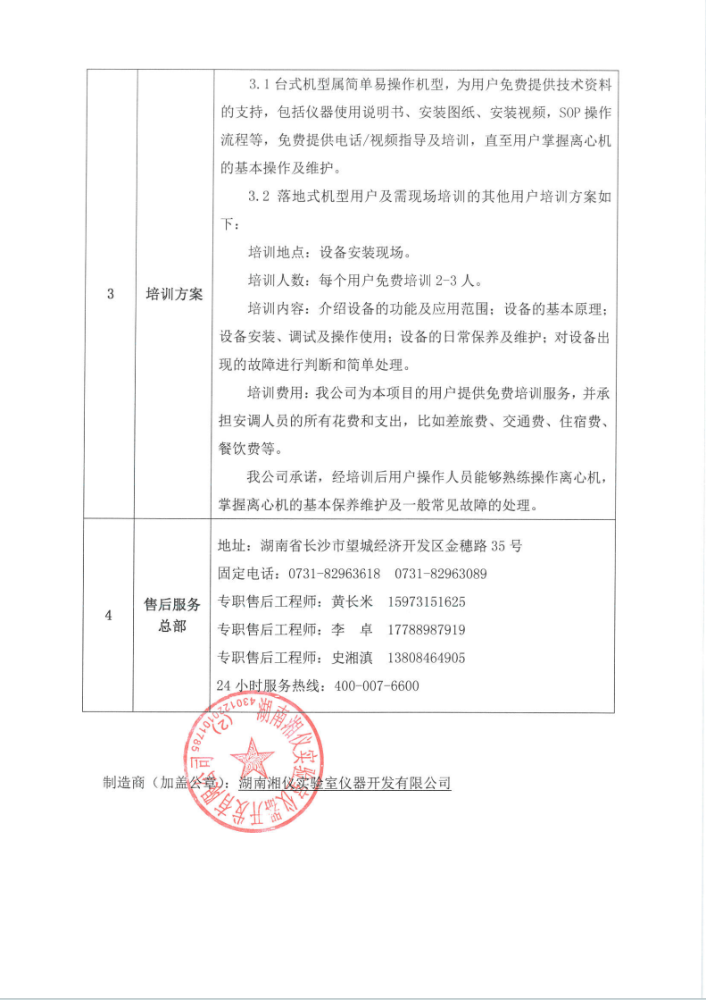 3.1 台式机型属简单易操作机型，为用户免费提供技术资料
的支持，包括仪器使用说明书、安装图纸、安装视频，SOP 操作
流程等，免费提供电话/视频指导及培训，直至用户掌握离心机
的基本操作及维护。
3.2 落地式机型用户及需现场培训的其他用户培训方案如
下：
培训地点：设备安装现场。
培训人数：每个用户免费培训 2-3 人。
3
培训方案
培训内容：介绍设备的功能及应用范围；设备的基本原理；
设备安装、调试及操作使用；设备的日常保养及维护；对设备出
现的故障进行判断和简单处理。
培训费用：我公司为本项目的用户提供免费培训服务，并承
担安调人员的所有花费和支出，比如差旅费、交通费、住宿费、
餐饮费等。
我公司承诺，经培训后用户操作人员能够熟练操作离心机，
掌握离心机的基本保养维护及一般常见故障的处理。
4
售后服务
总部
地址：湖南省长沙市望城经济开发区金穗路 35 号
固定电话：0731-82963618 0731-82963089
专职售后工程师：黄长米 15973151625
专职售后工程师：李 卓 17788987919
专职售后工程师：史湘滇 13808464905
24 小时服务热线：400-007-6600
制造商（加盖公章）：湖南湘仪实验室仪器开发有限公司
湖南湘仪实验室仪器开发有限公司
(2)
4301220101785